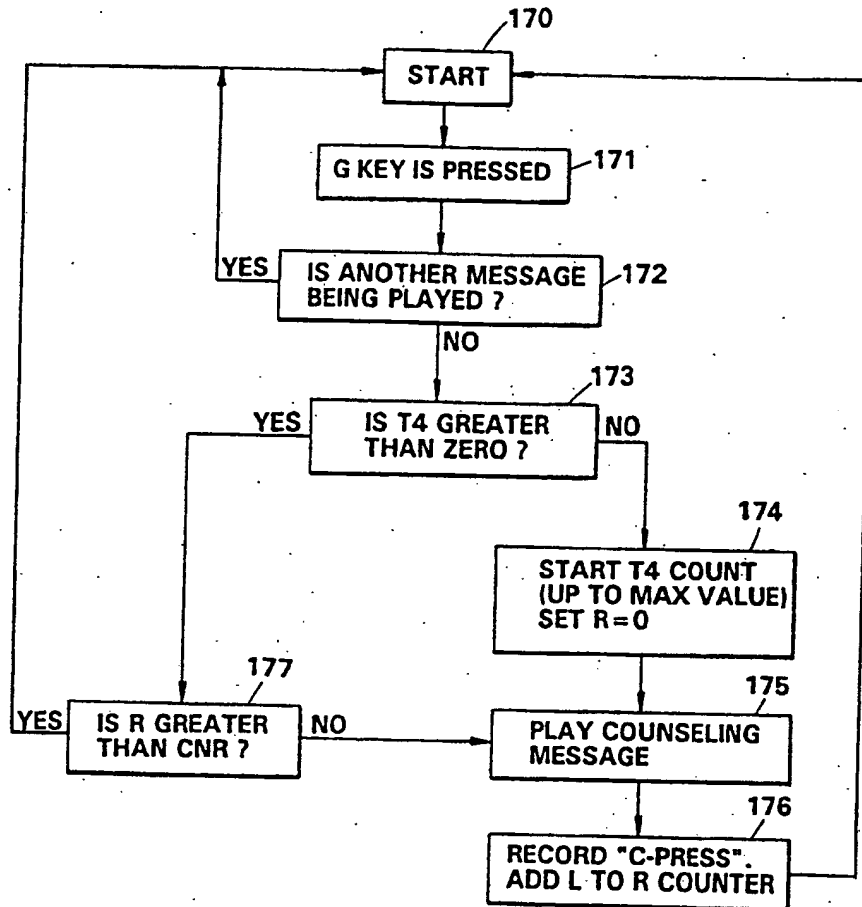 170
START
171
G KEY IS PRESSED
172
IS ANOTHER MESSAGE
BEING PLAYED ?
YES
NO
173
IS T4 GREATER
THAN ZERO ?
YES
NO
174
START T4 COUNT
(UP TO MAX VALUE)
SET R=0
177
IS R GREATER
THAN CNR ?
YES
NO
175
PLAY COUNSELING
MESSAGE
176
RECORD "C-PRESS".
ADD L TO R COUNTER